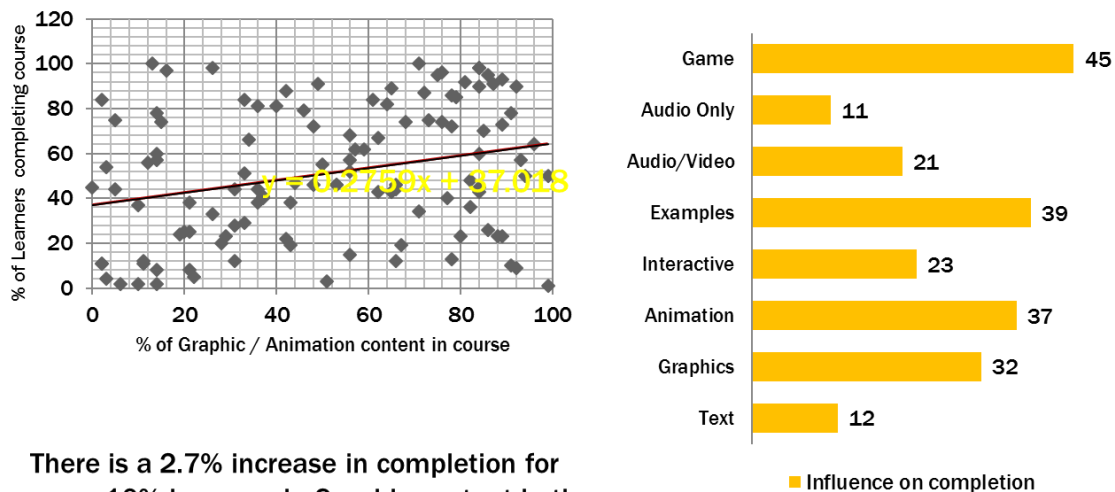 % of Learners completing course
120
100
80
60
40
20
0
0 20 40 60 80 100
% of Graphic / Animation content in course
y = 0.2759x + 37.018
There is a 2.7% increase in completion for
Game 45
Audio Only 11
Audio/Video 21
Examples 39
Interactive 23
Animation 37
Graphics 32
Text 12
Influence on completion